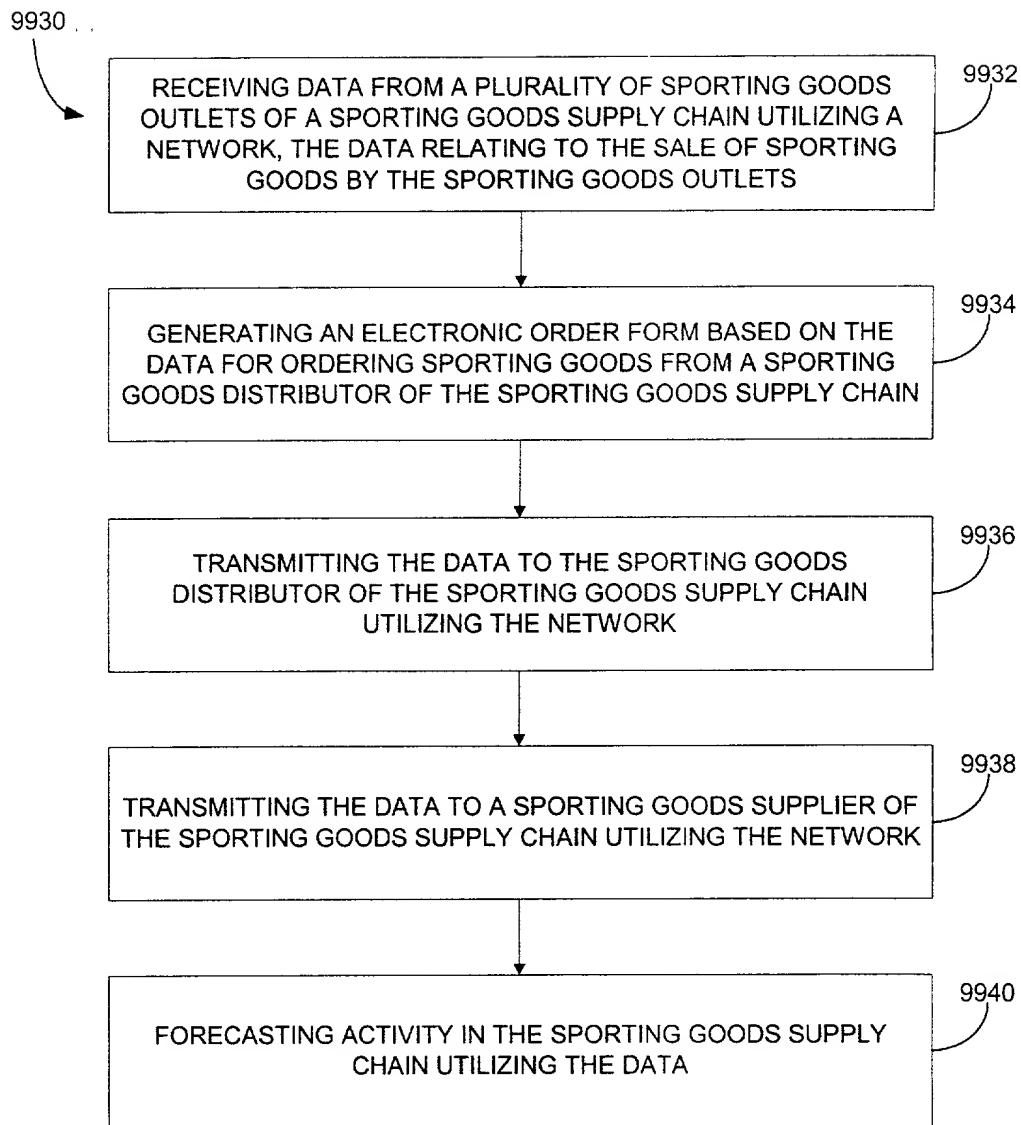 9930
9932
RECEIVING DATA FROM A PLURALITY OF SPORTING GOODS
OUTLETS OF A SPORTING GOODS SUPPLY CHAIN UTILIZING A
NETWORK, THE DATA RELATING TO THE SALE OF SPORTING
GOODS BY THE SPORTING GOODS OUTLETS
9934
GENERATING AN ELECTRONIC ORDER FORM BASED ON THE
DATA FOR ORDERING SPORTING GOODS FROM A SPORTING
GOODS DISTRIBUTOR OF THE SPORTING GOODS SUPPLY CHAIN
9936
TRANSMITTING THE DATA TO THE SPORTING GOODS
DISTRIBUTOR OF THE SPORTING GOODS SUPPLY CHAIN
UTILIZING THE NETWORK
9938
TRANSMITTING THE DATA TO A SPORTING GOODS SUPPLIER OF
THE SPORTING GOODS SUPPLY CHAIN UTILIZING THE NETWORK
9940
FORECASTING ACTIVITY IN THE SPORTING GOODS SUPPLY
CHAIN UTILIZING THE DATA